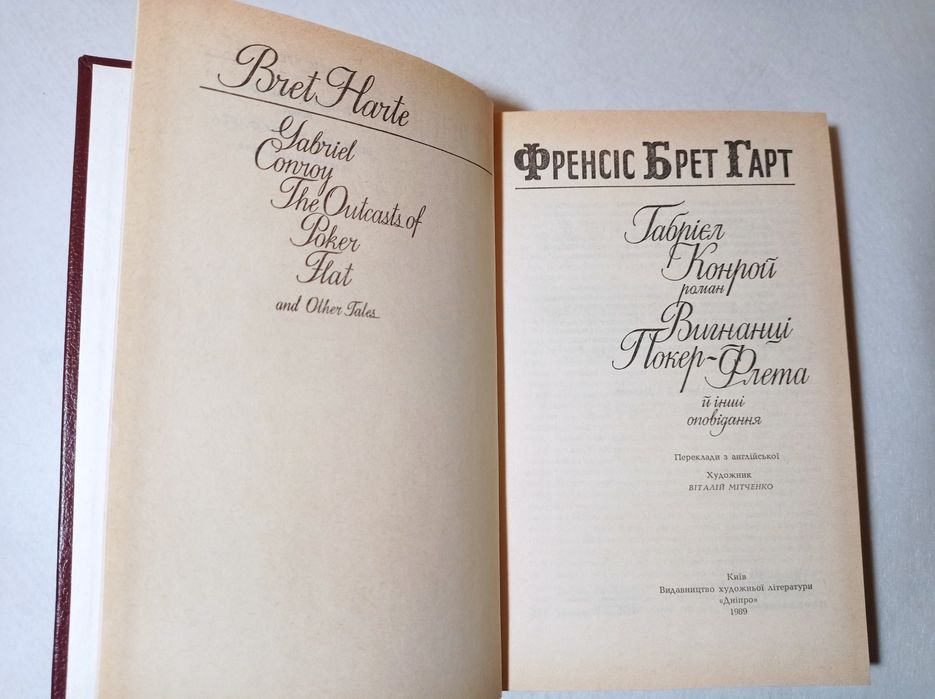 Bret Harte
Gabriel
Conroy
The Outcasts of
Poker
Flat
and Other Tales
Френсіс Брет Гарт
Габрієл
Конрой
роман
Вигнанці
Покер-Флета
й інші
оповідання
Переклади з англійської
Художник
ВІТАЛІЙ МІТЧЕНКО
Київ
Видавництво художньої літератури
«Дніпро»
1989